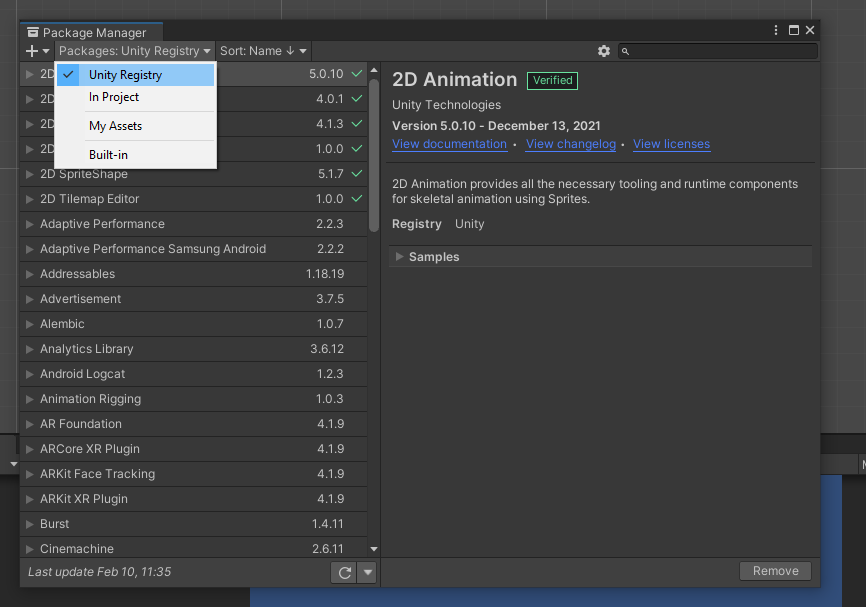 Package Manager
Packages: Unity Registry
Sort: Name ↓
2D
5.0.10
2D Animation
Verified
2D
4.0.1
2D
4.1.3
2D
1.0.0
2D SpriteShape
5.1.7
2D Tilemap Editor
1.0.0
Unity Registry
In Project
My Assets
Built-in
Adaptive Performance
2.2.3
Adaptive Performance Samsung Android
2.2.2
Addressables
1.18.19
Advertisement
3.7.5
Alembic
1.0.7
Analytics Library
3.6.12
Android Logcat
1.2.3
Animation Rigging
1.0.3
AR Foundation
4.1.9
ARCore XR Plugin
4.1.9
ARKit Face Tracking
4.1.9
ARKit XR Plugin
4.1.9
Burst
1.4.11
Cinemachine
2.6.11
Last update Feb 10, 11:35
Unity Technologies
Version 5.0.10 - December 13, 2021
View documentation • View changelog • View licenses
2D Animation provides all the necessary tooling and runtime components
for skeletal animation using Sprites.
Registry Unity
Samples
Remove